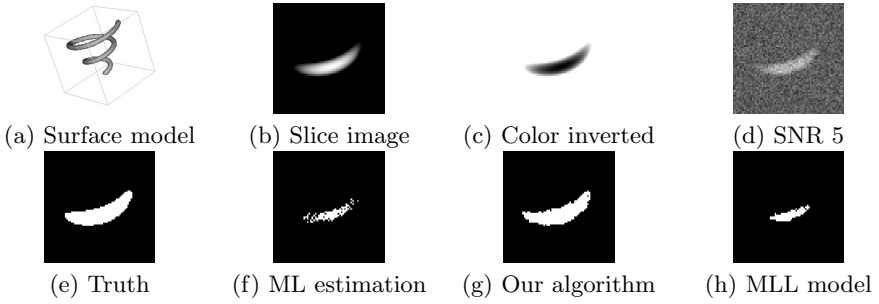 (a) Surface model (b) Slice image (c) Color inverted (d) SNR 5
(e) Truth (f) ML estimation (g) Our algorithm (h) MLL model